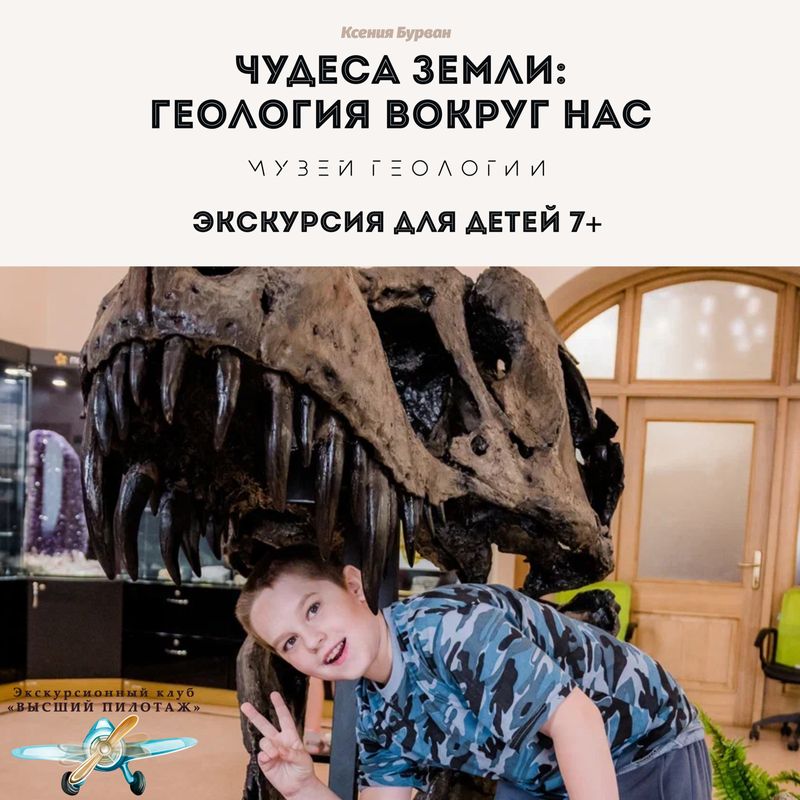 Ксения Бурван
ЧУДЕСА ЗЕМЛИ:
ГЕОЛОГИЯ ВОКРУГ НАС
МУЗЕЙ ГЕОЛОГИИ
ЭКСКУРСИЯ ДЛЯ ДЕТЕЙ 7+
Экскурсионный клуб
«ВЫСШИЙ ПИЛОТАЖ»